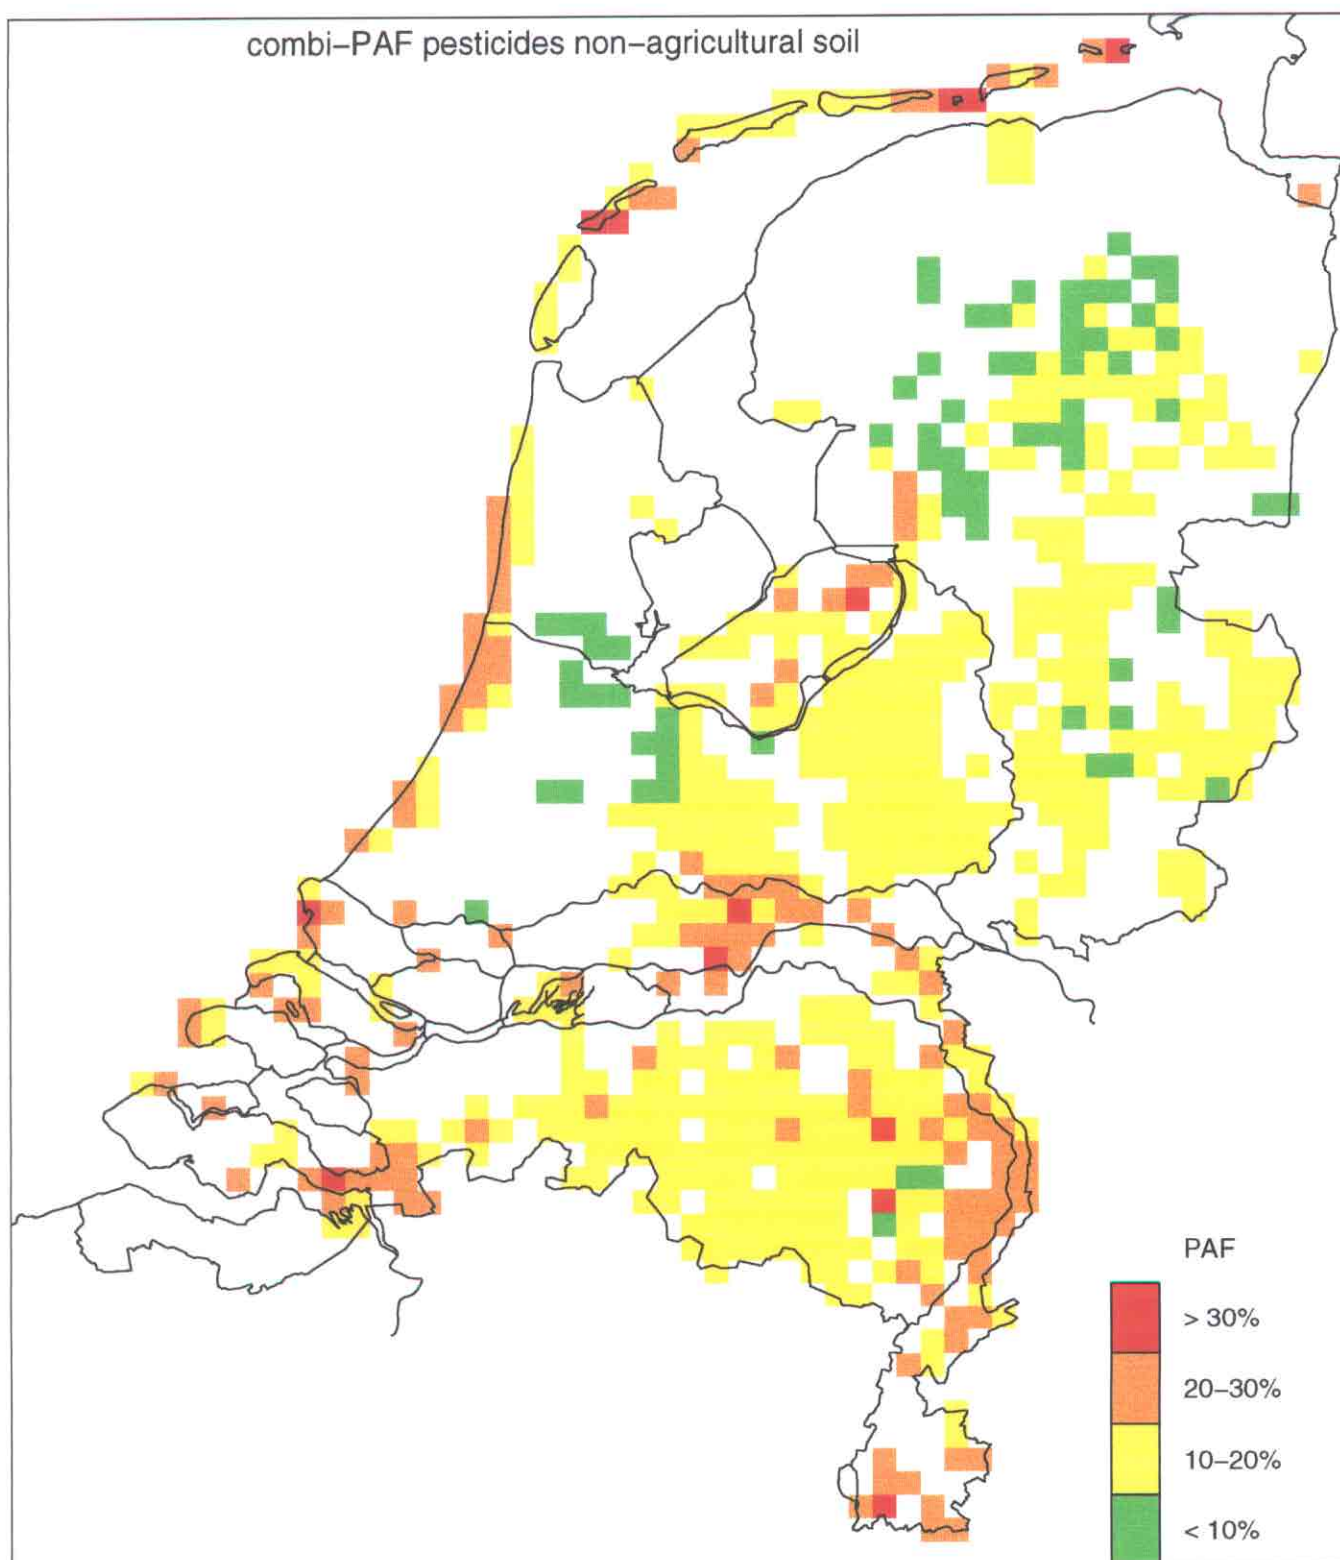 combi–PAF pesticides non–agricultural soil
PAF
> 30%
20–30%
10–20%
< 10%